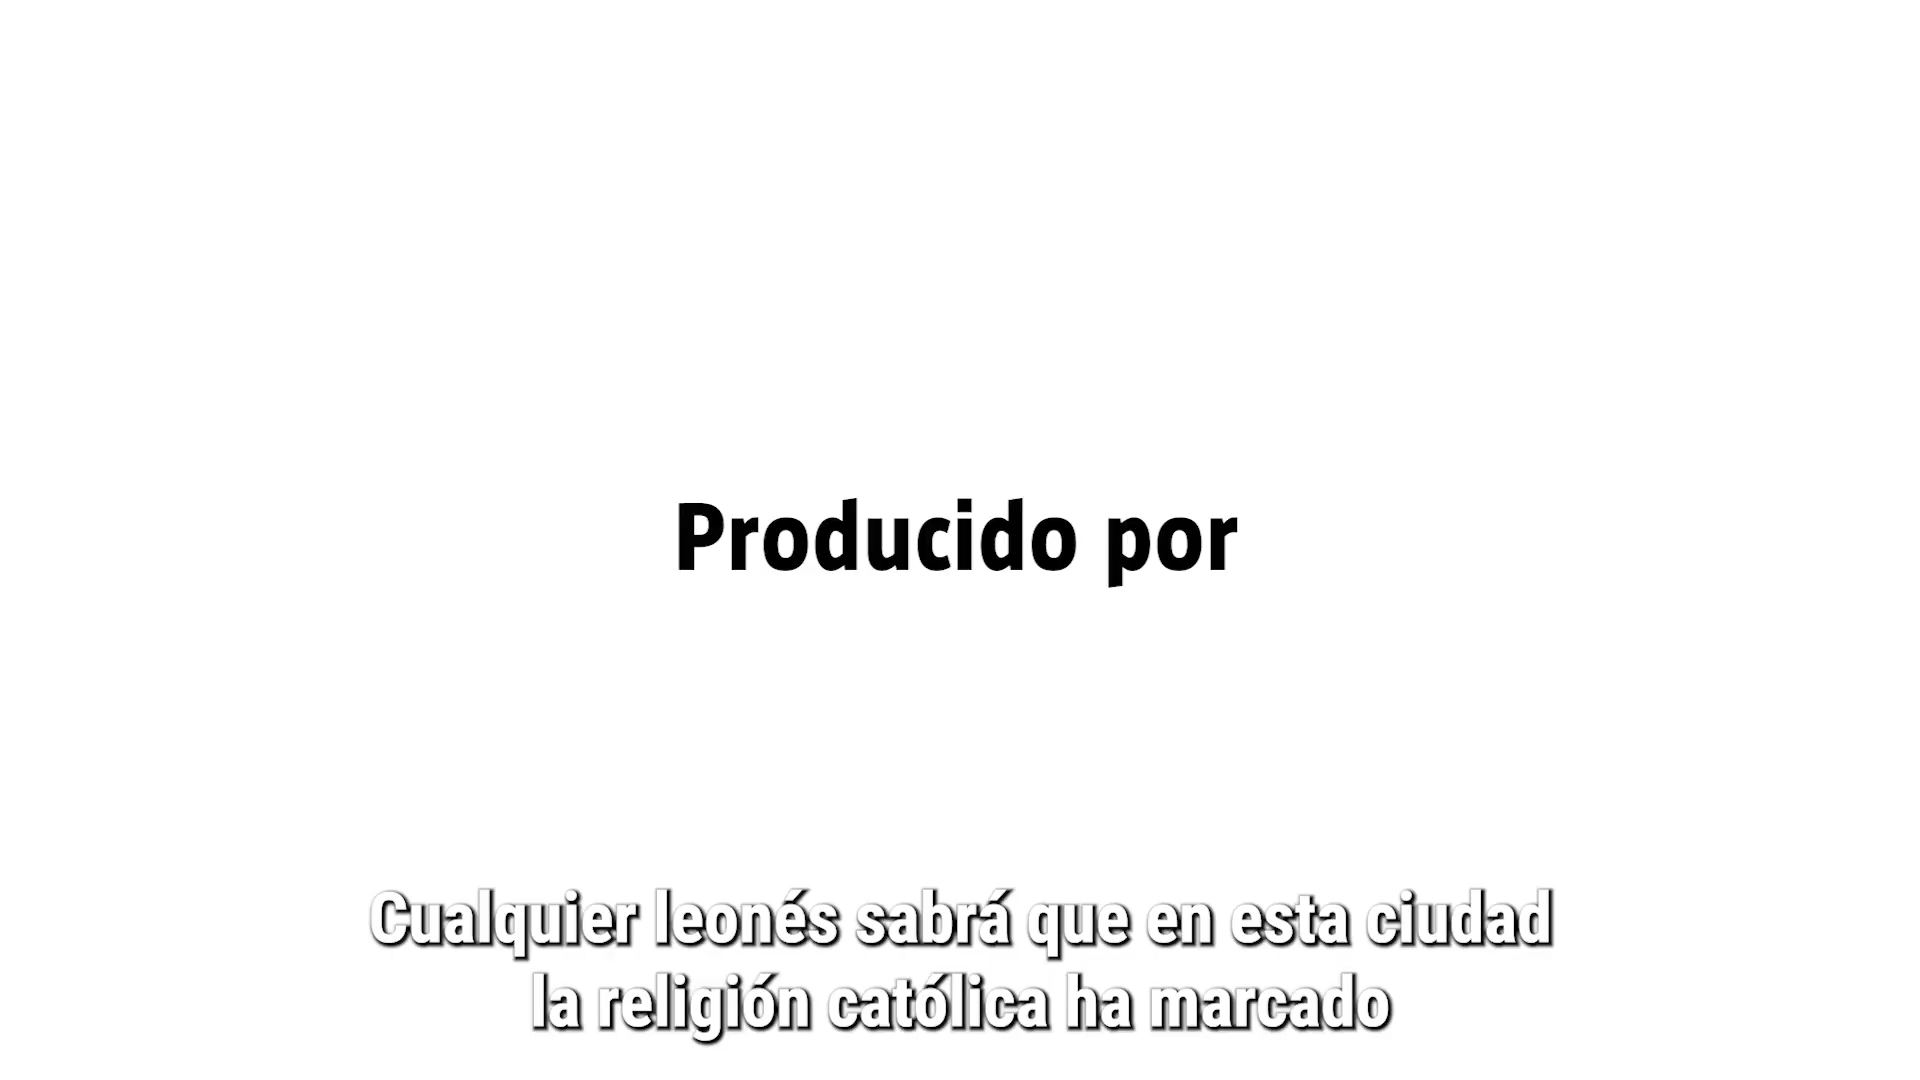 Producido por
Cualquier leonés sabrá que en esta ciudad
la religión católica ha marcado